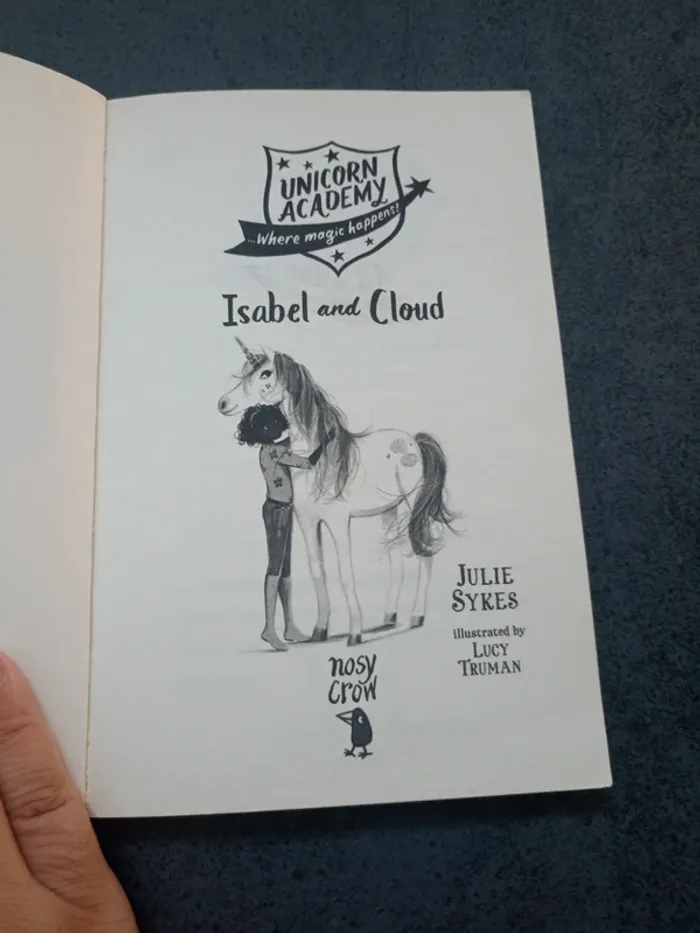 UNICORN
ACADEMY
...Where magic happens!
Isabel and Cloud
JULIE
SYKES
illustrated by
LUCY
TRUMAN
nosy
crow